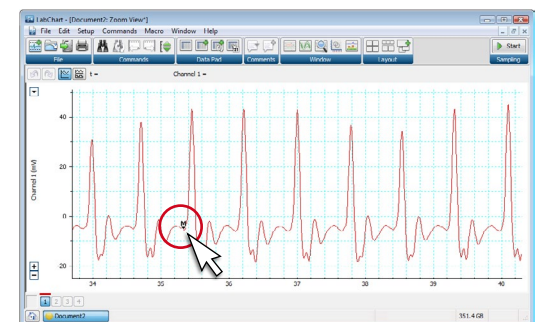 LabChart - [Document2: Zoom View*]
File Edit Setup Commands Macro Window Help
Start
File Commands Data Pad Comments Window Layout Sampling
t = Channel 1 =
40
20
0
20
Channel 1 (mV)
M
34 35 36 37 38 39 40
1 2 3 4
Document2 351.4 GB